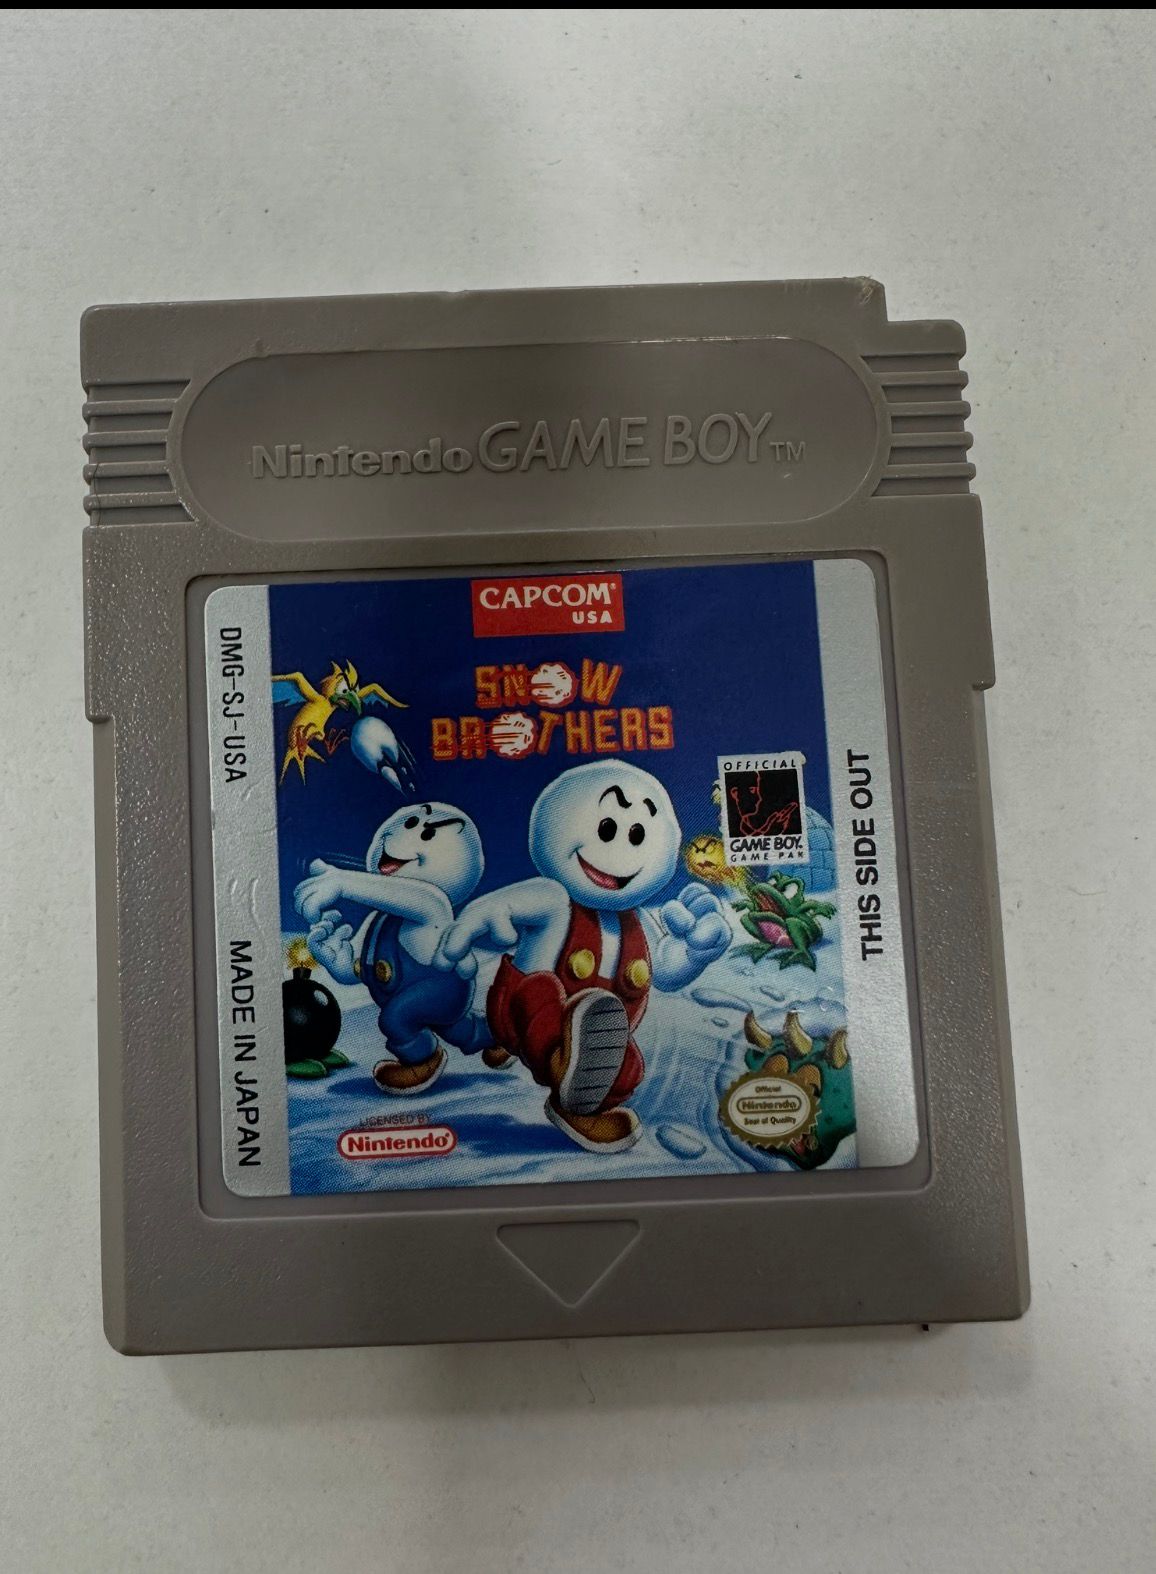 Nintendo GAME BOY TM
CAPCOM®
USA
SNOW
BROTHERS
DMG-SJ-USA
MADE IN JAPAN
OFFICIAL
GAME BOY.
GAME PAK
THIS SIDE OUT
LICENSED BY
Nintendo®
Official
Nintendo
Seal of Quality